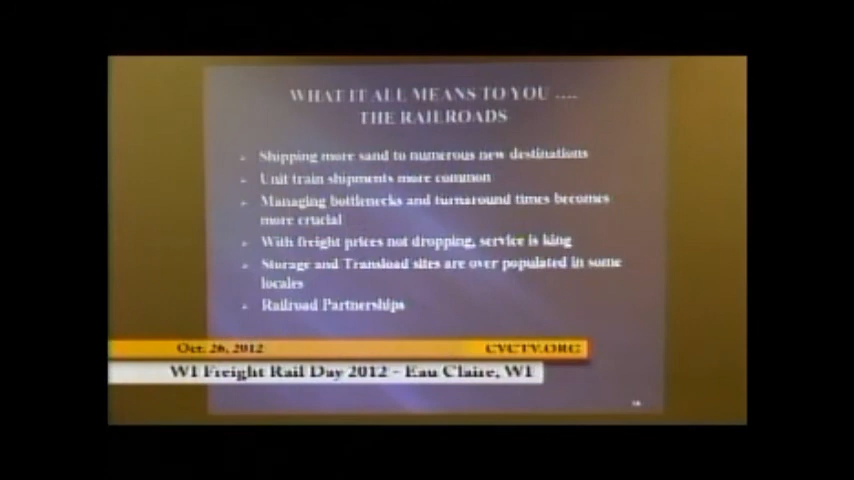 WHAT IT ALL MEANS TO YOU ....
THE RAILROADS
Shipping more sand to numerous new destinations
Unit train shipments more common
Managing bottlenecks and turnaround times becomes
more crucial
With freight prices not dropping, service is king
Storage and Transload sites are over populated in some
locales
Railroad Partnerships
Oct. 26, 2012 CVCTV.ORG
WI Freight Rail Day 2012 - Eau Claire, WI